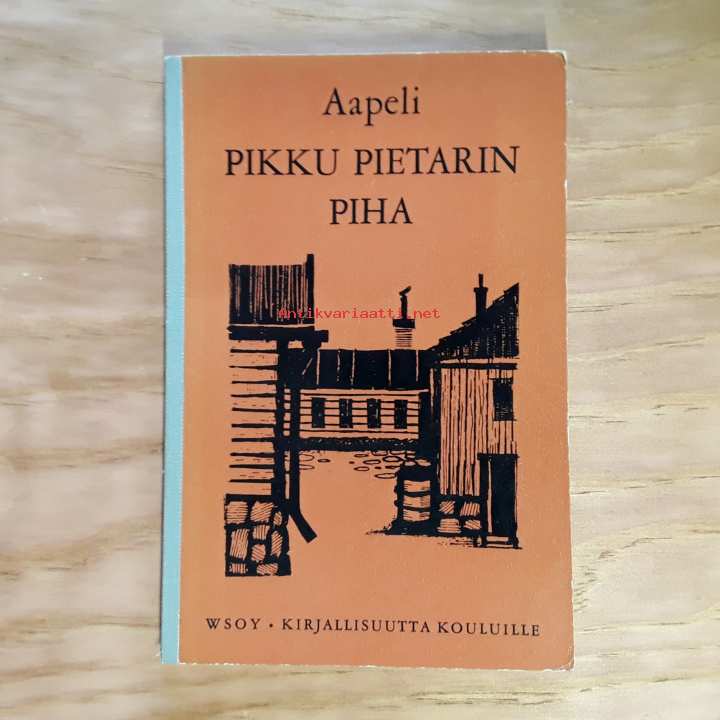 Aapeli
PIKKU PIETARIN
PIHA
Antikvariaatti.net
WSOY • KIRJALLISUUTTA KOULUILLE